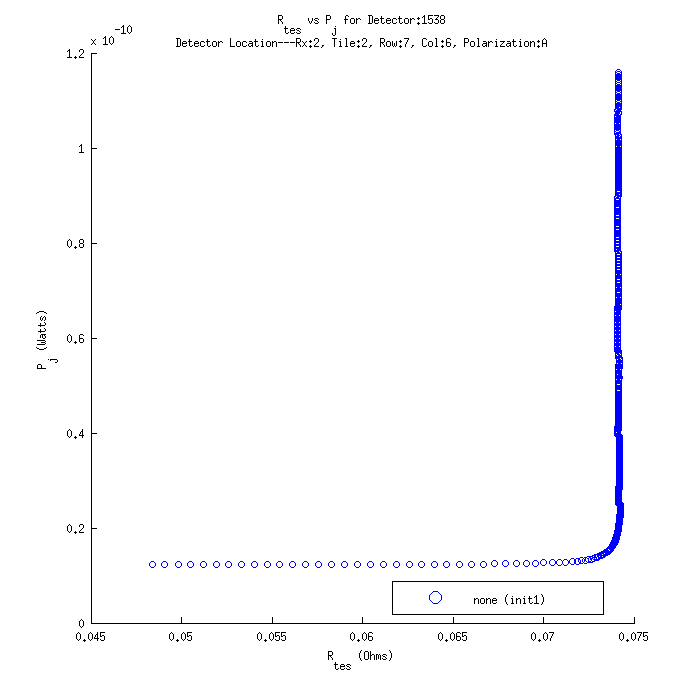 R_tes vs P_j for Detector:1538
Detector Location---Rx:2, Tile:2, Row:7, Col:6, Polarization:A
x 10^-10
1.2
1
0.8
0.6
0.4
0.2
0
P_j (Watts)
none (init1)
0.045 0.05 0.055 0.06 0.065 0.07 0.075
R_tes (Ohms)